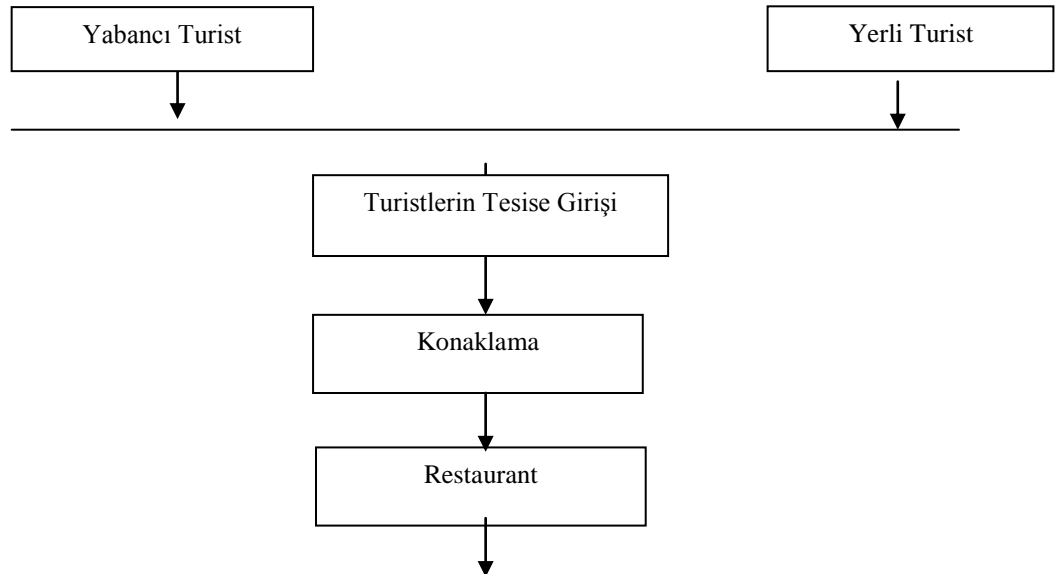 Yabancı Turist
Yerli Turist
Turistlerin Tesise Girişi
Konaklama
Restaurant